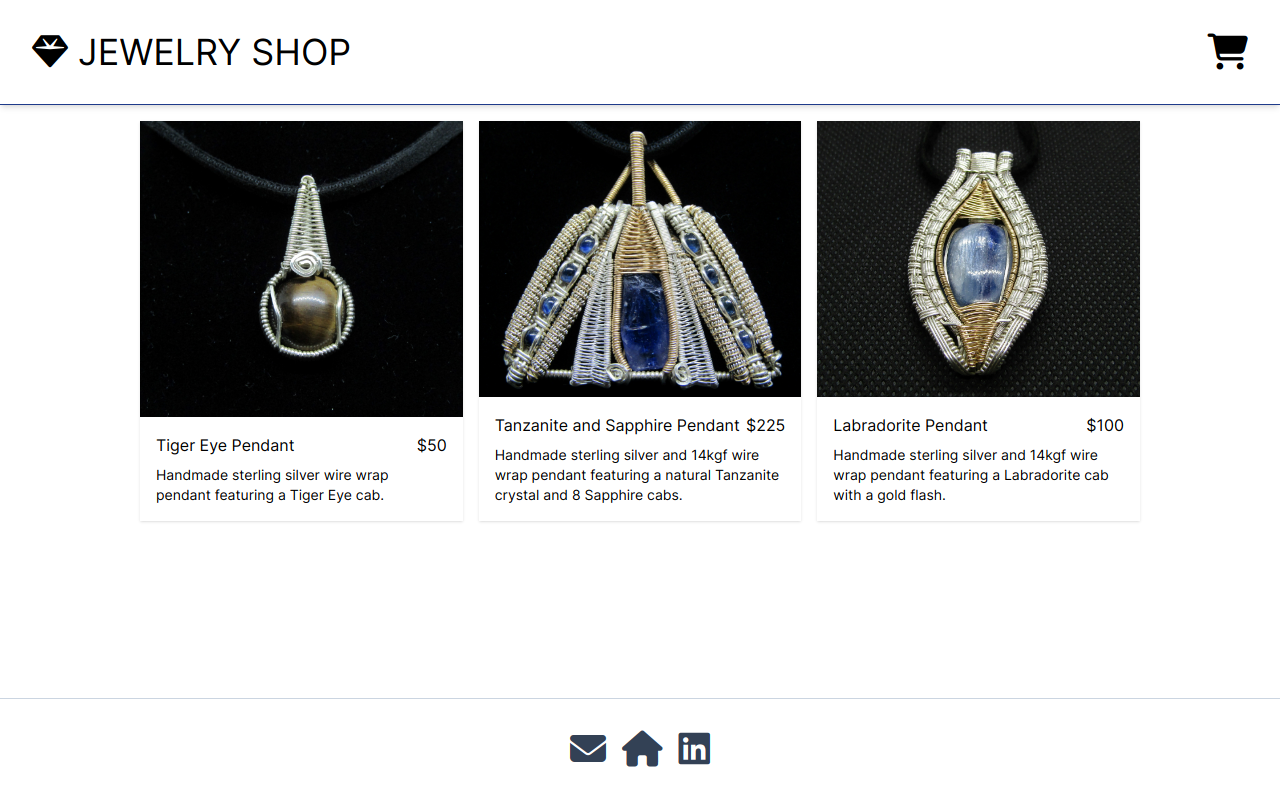 JEWELRY SHOP
Tiger Eye Pendant $50
Handmade sterling silver wire wrap
pendant featuring a Tiger Eye cab.
Tanzanite and Sapphire Pendant $225
Handmade sterling silver and 14kgf wire
wrap pendant featuring a natural Tanzanite
crystal and 8 Sapphire cabs.
Labradorite Pendant $100
Handmade sterling silver and 14kgf wire
wrap pendant featuring a Labradorite cab
with a gold flash.
in